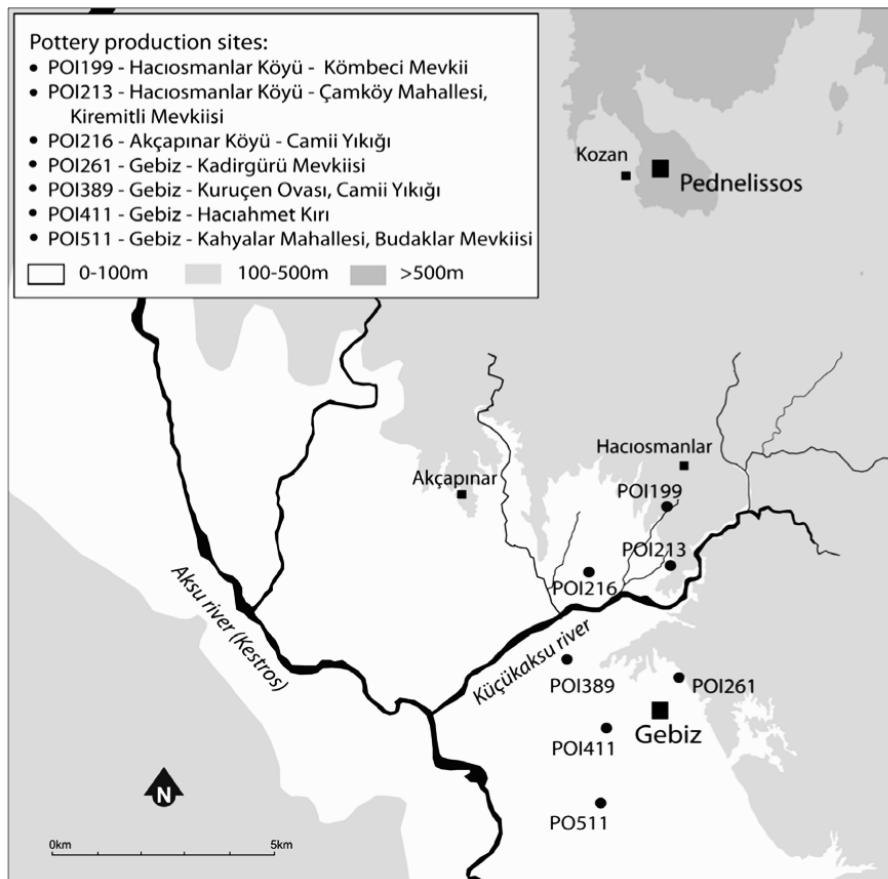 Pottery production sites:
• POI199 - Hacıosmanlar Köyü - Kömbeci Mevkii
• POI213 - Hacıosmanlar Köyü - Çamköy Mahallesi,
Kiremitli Mevkiisi
• POI216 - Akçapınar Köyü - Camii Yıkığı
• POI261 - Gebiz - Kadirgürü Mevkiisi
• POI389 - Gebiz - Kuruçen Ovası, Camii Yıkığı
• POI411 - Gebiz - Hacıahmet Kırı
• POI511 - Gebiz - Kahyalar Mahallesi, Budaklar Mevkiisi
0-100m 100-500m >500m
Kozan
Pednelissos
Hacıosmanlar
Akçapınar
POI199
POI213
POI216
Aksu river (Kestros)
Küçükaksu river
POI389
POI261
Gebiz
POI411
PO511
N
0km 5km